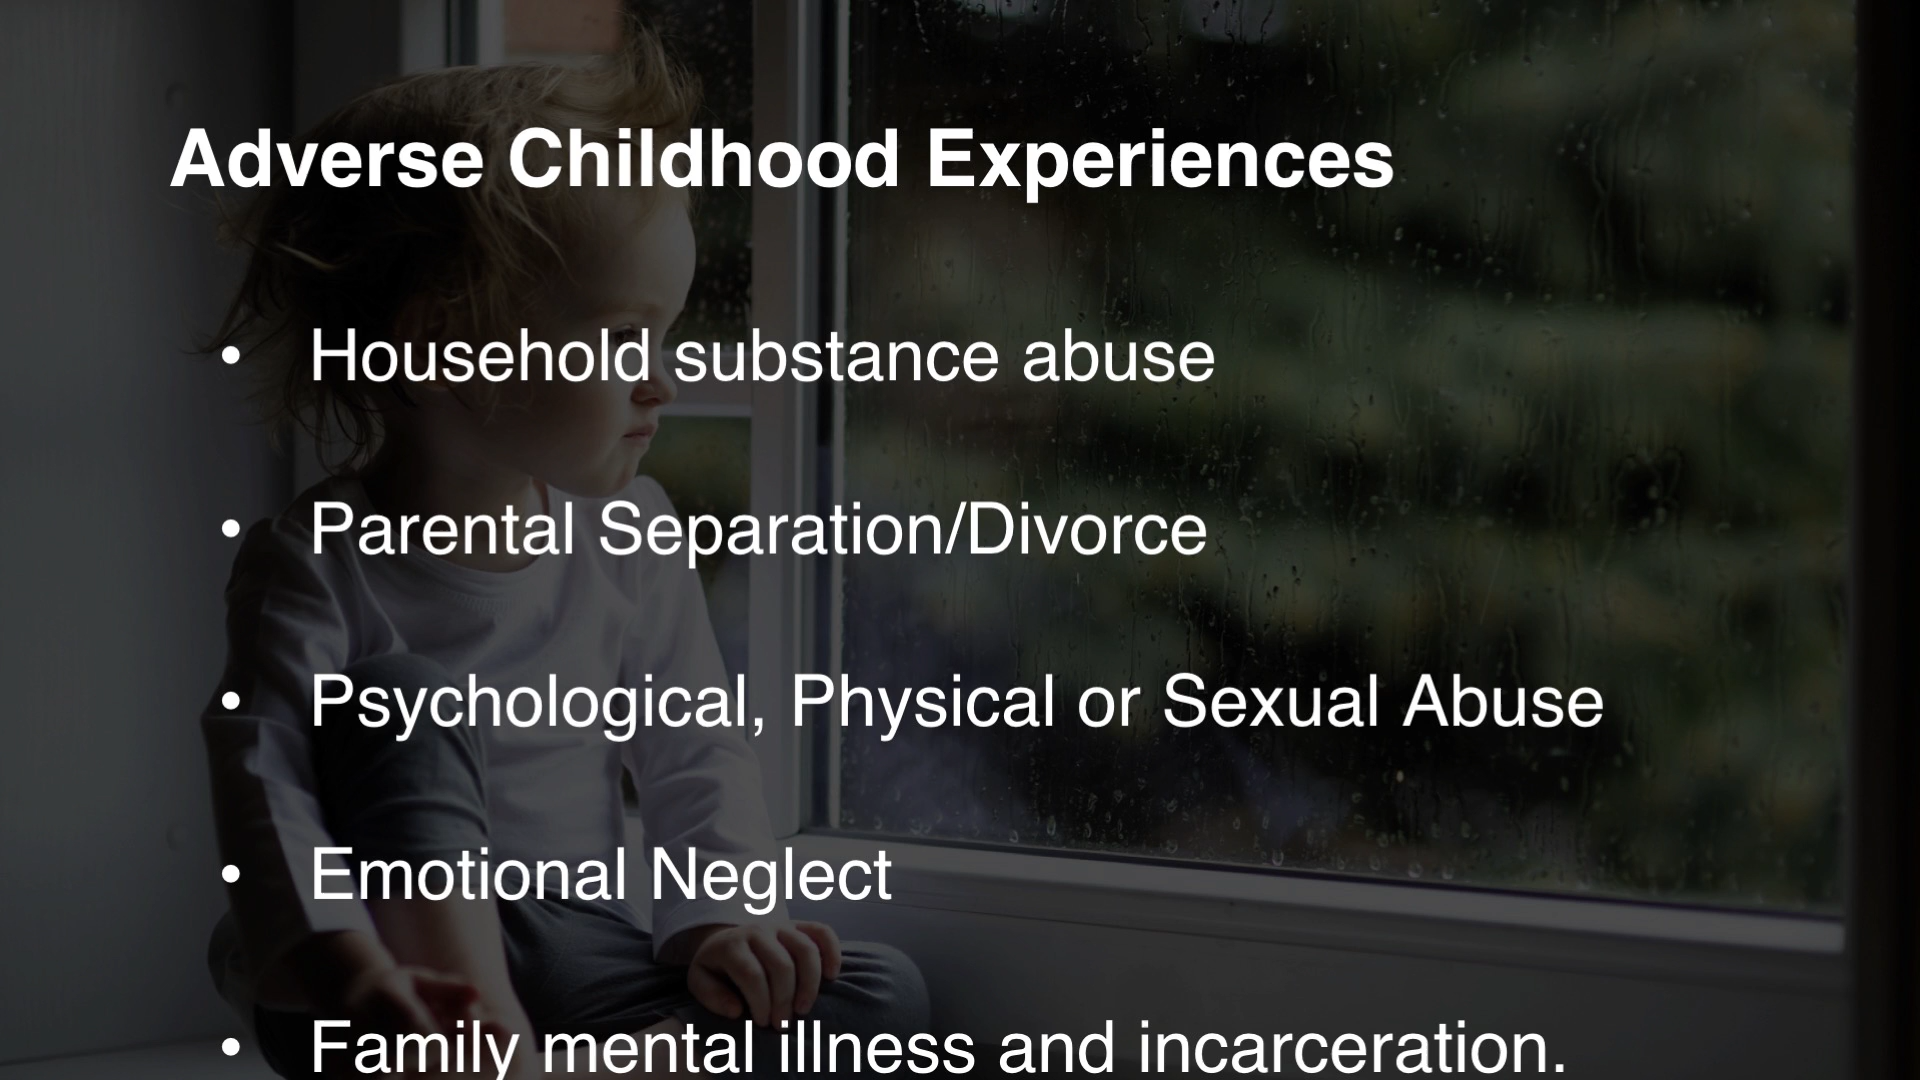 Adverse Childhood Experiences
• Household substance abuse
• Parental Separation/Divorce
• Psychological, Physical or Sexual Abuse
• Emotional Neglect
• Family mental illness and incarceration.